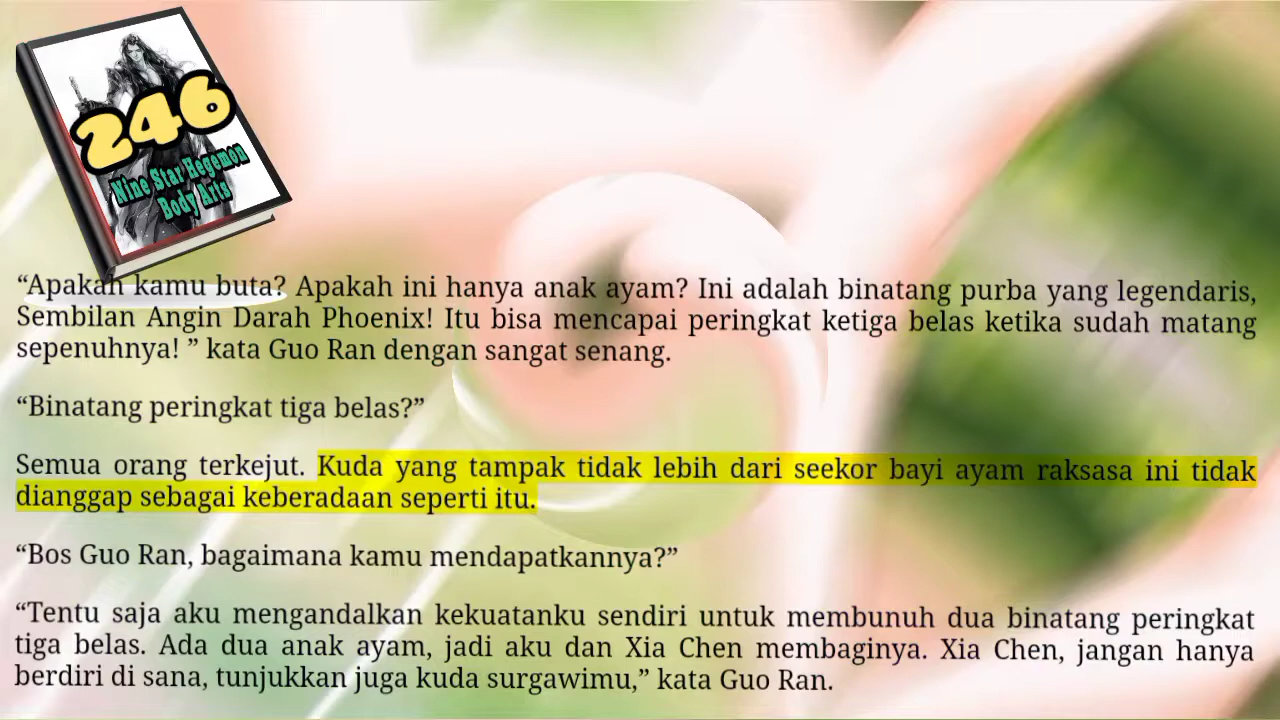 246
Nine Star Hegemon
Body Arts
“Apakah kamu buta? Apakah ini hanya anak ayam? Ini adalah binatang purba yang legendaris,
Sembilan Angin Darah Phoenix! Itu bisa mencapai peringkat ketiga belas ketika sudah matang
sepenuhnya! ” kata Guo Ran dengan sangat senang.
“Binatang peringkat tiga belas?”
Semua orang terkejut. Kuda yang tampak tidak lebih dari seekor bayi ayam raksasa ini tidak
dianggap sebagai keberadaan seperti itu.
“Bos Guo Ran, bagaimana kamu mendapatkannya?”
“Tentu saja aku mengandalkan kekuatanku sendiri untuk membunuh dua binatang peringkat
tiga belas. Ada dua anak ayam, jadi aku dan Xia Chen membaginya. Xia Chen, jangan hanya
berdiri di sana, tunjukkan juga kuda surgawimu,” kata Guo Ran.